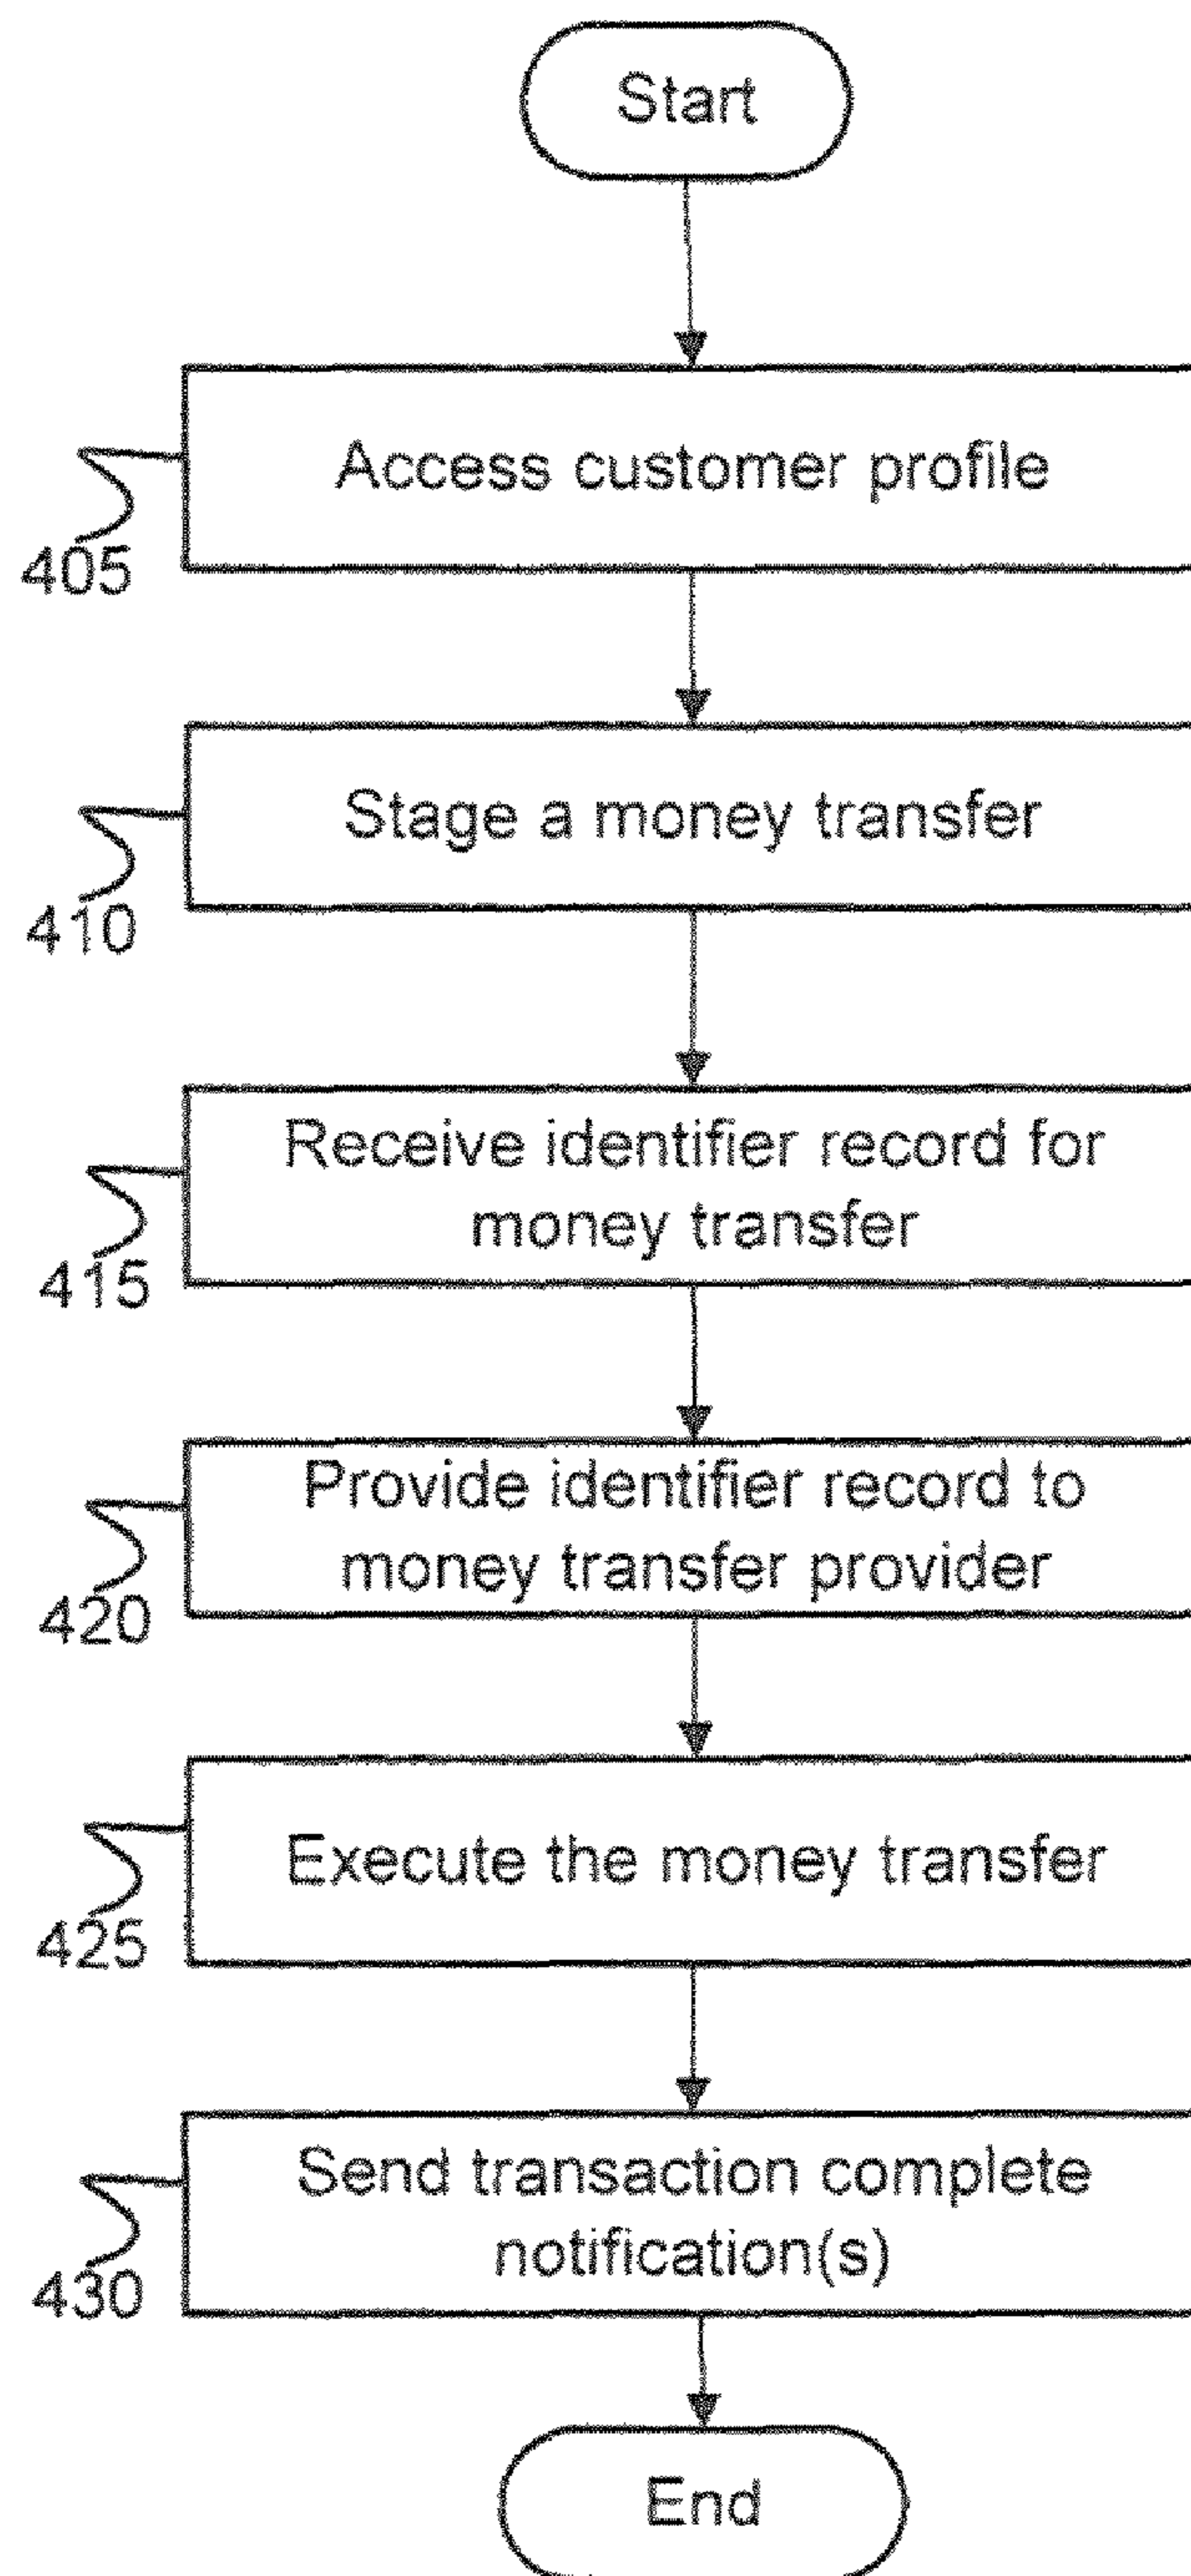 Start
Access customer profile
405
Stage a money transfer
410
Receive identifier record for
money transfer
415
Provide identifier record to
money transfer provider
420
Execute the money transfer
425
Send transaction complete
notification(s)
430
End